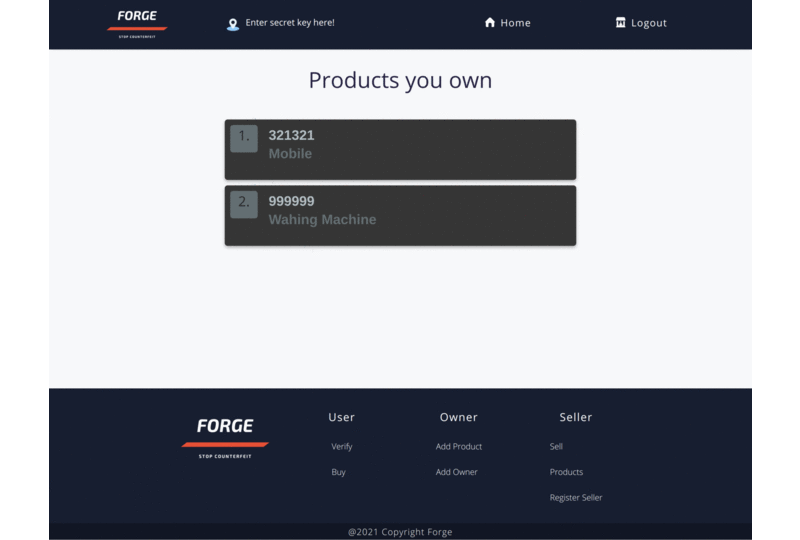 FORGE
STOP COUNTERFEIT
Enter secret key here!
Home
Logout
Products you own
1.
321321
Mobile
2.
999999
Wahing Machine
FORGE
STOP COUNTERFEIT
User
Verify
Buy
Owner
Add Product
Add Owner
Seller
Sell
Products
Register Seller
@2021 Copyright Forge